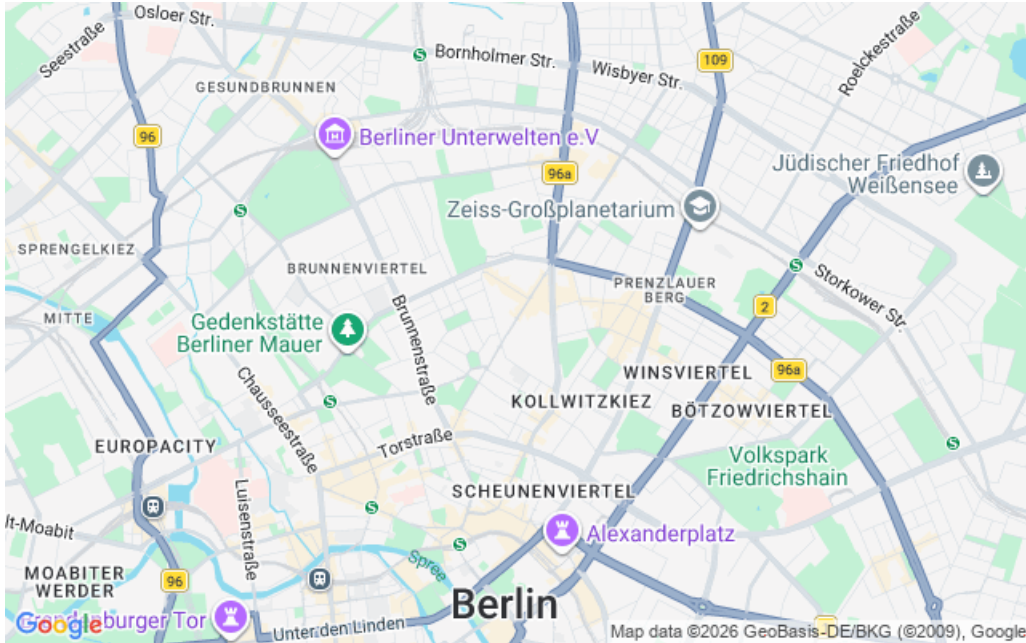 Osloer Str.
Seestraße
Bornholmer Str.
Wisbyer Str.
109
Roelckestraße
GESUNDBRUNNEN
96
Berliner Unterwelten e.V
96a
Jüdischer Friedhof
Weißensee
Zeiss-Großplanetarium
SPRENGELKIEZ
BRUNNENVIERTEL
PRENZLAUER
BERG
Storkower Str.
MITTE
2
Gedenkstätte
Berliner Mauer
Brunnenstraße
Chausseestraße
WINSVIERTEL
96a
KOLLWITZKIEZ
BÖTZOWVIERTEL
EUROPACITY
Torstraße
Volkspark
Friedrichshain
SCHEUNENVIERTEL
Luisenstraße
lt-Moabit
Alexanderplatz
Spree
MOABITER
WERDER
96
Berlin
Brandenburger Tor
Google
Unter den Linden
Map data ©2026 GeoBasis-DE/BKG (©2009), Google